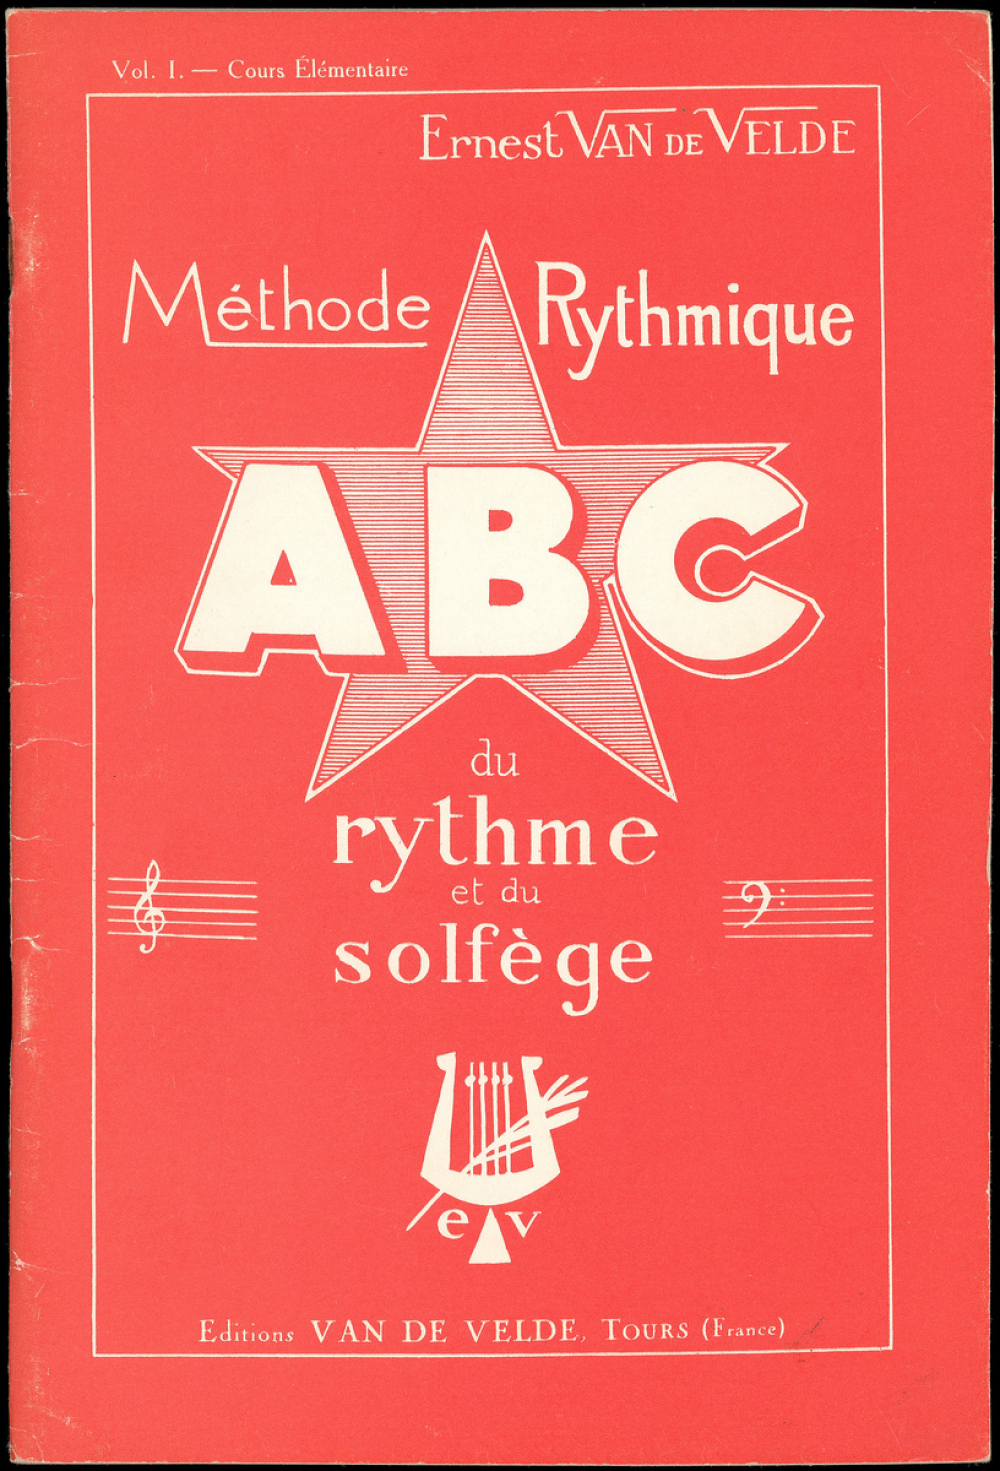 Vol. I. — Cours Élémentaire
Ernest VAN DE VELDE
Méthode Rythmique
ABC
du
rythme
et du
solfège
e v
Editions VAN DE VELDE, TOURS (France)